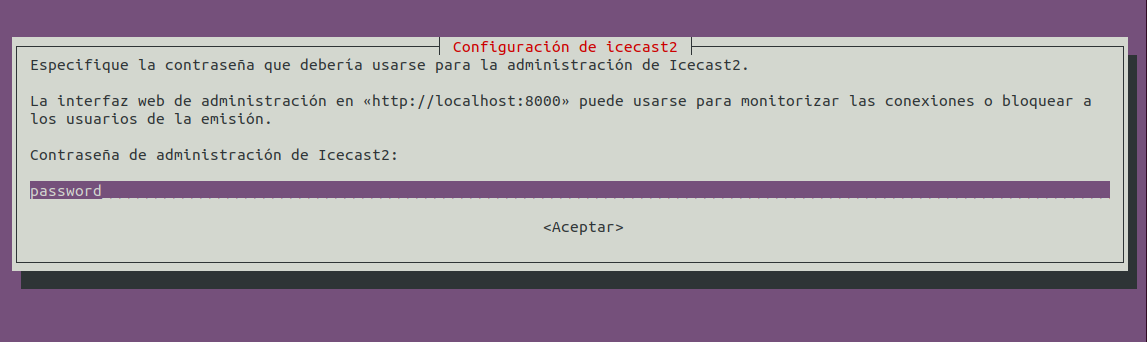 Configuración de icecast2
Especifique la contraseña que debería usarse para la administración de Icecast2.
La interfaz web de administración en «http://localhost:8000» puede usarse para monitorizar las conexiones o bloquear a
los usuarios de la emisión.
Contraseña de administración de Icecast2:
password
<Aceptar>